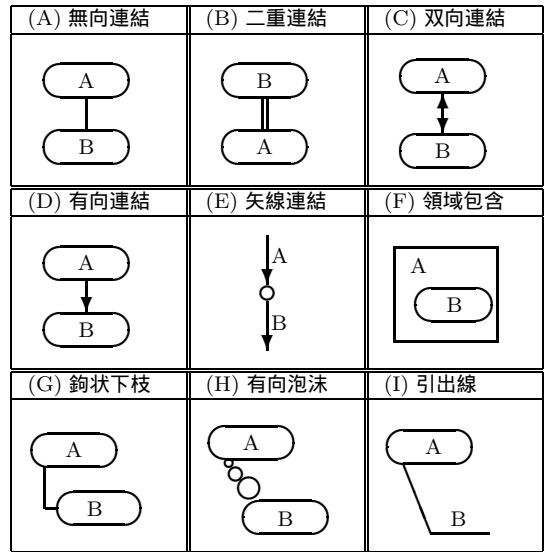 (A) 無向連結
(B) 二重連結
(C) 双向連結
A
B
B
A
A
B
(D) 有向連結
(E) 矢線連結
(F) 領域包含
A
B
A
B
A
B
(G) 鉤状下枝
(H) 有向泡沫
(I) 引出線
A
B
A
B
A
B